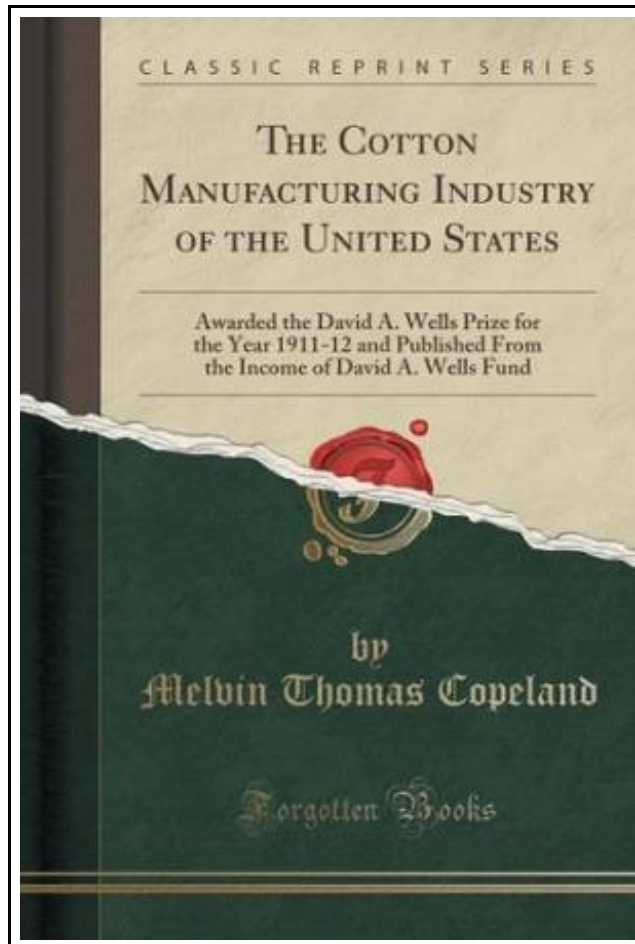 CLASSIC REPRINT SERIES
THE COTTON
MANUFACTURING INDUSTRY
OF THE UNITED STATES
Awarded the David A. Wells Prize for
the Year 1911-12 and Published From
the Income of David A. Wells Fund
by
Melvin Thomas Copeland
Forgotten Books